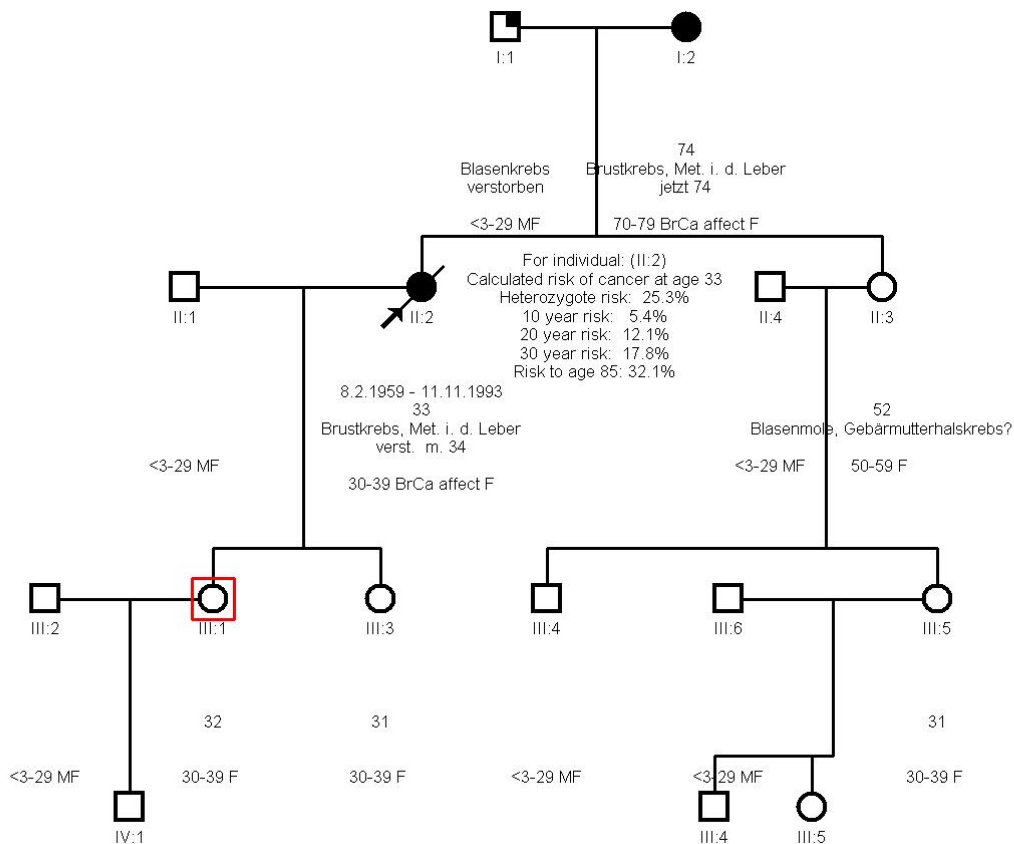 I:1
I:2
74
Blasenkrebs
Brustkrebs, Met. i. d. Leber
verstorben
jetzt 74
<3-29 MF
70-79 BrCa affect F
For individual: (II:2)
Calculated risk of cancer at age 33
Heterozygote risk: 25.3%
10 year risk: 5.4%
20 year risk: 12.1%
30 year risk: 17.8%
Risk to age 85: 32.1%
II:1
II:2
II:4
II:3
8.2.1959 - 11.11.1993
33
Brustkrebs, Met. i. d. Leber
verst. m. 34
52
Blasenmole, Gebärmutterhalskrebs?
<3-29 MF
30-39 BrCa affect F
<3-29 MF
50-59 F
III:2
III:1
III:3
III:4
III:6
III:5
32
31
31
<3-29 MF
30-39 F
30-39 F
<3-29 MF
<3-29 MF
30-39 F
IV:1
III:4
III:5